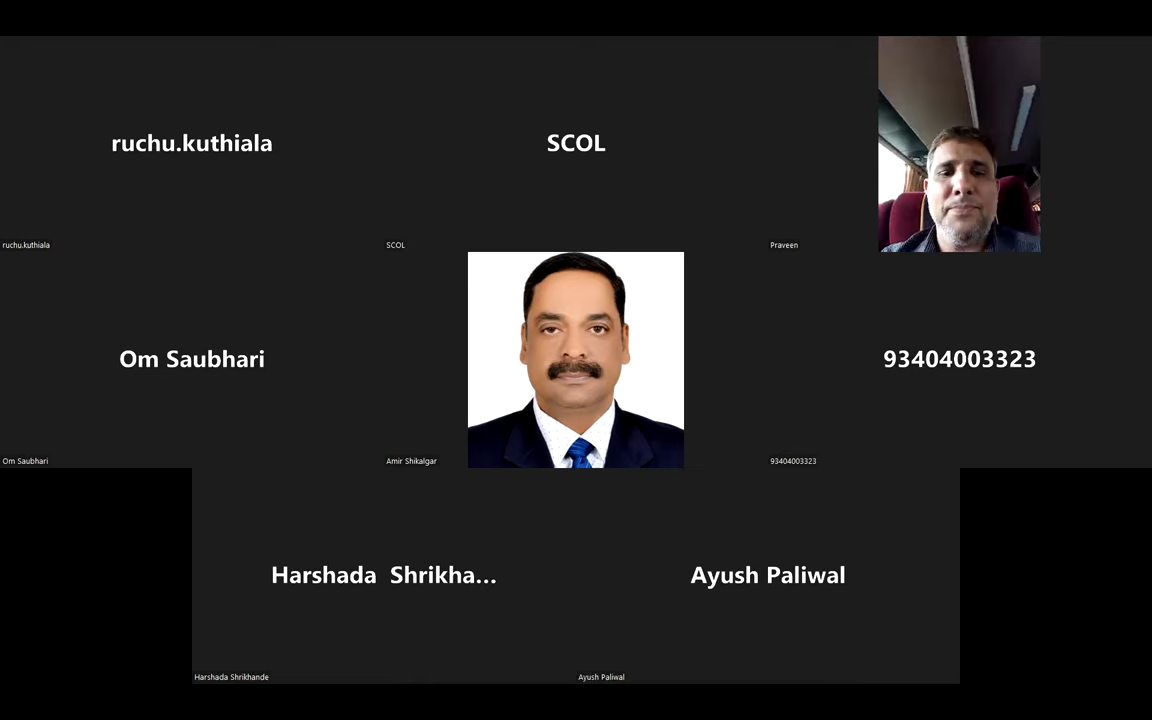 ruchu.kuthiala
SCOL
ruchu.kuthiala
SCOL
Praveen
Om Saubhari
93404003323
Om Saubhari
Amir Shikalgar
93404003323
Harshada  Shrikha...
Ayush Paliwal
Harshada Shrikhande
Ayush Paliwal